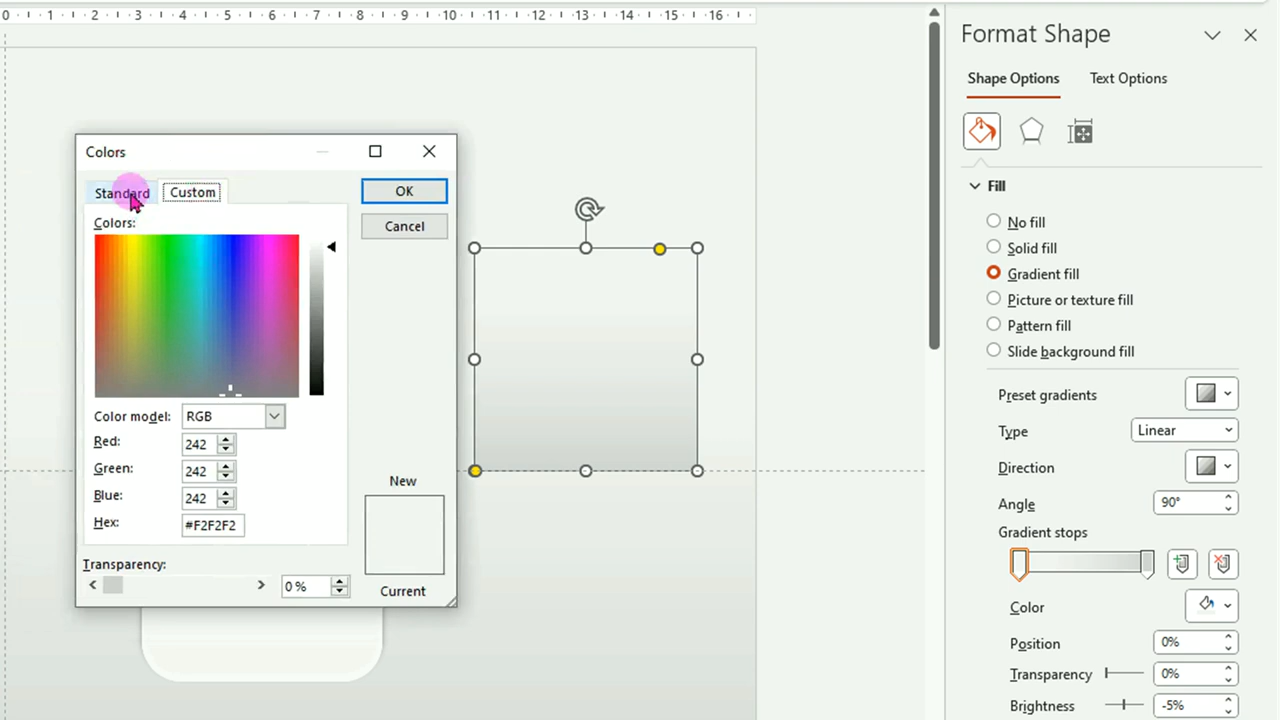 0 1 2 3 4 5 6 7 8 9 10 11 12 13 14 15 16
Format Shape
Shape Options Text Options
Fill
No fill
Solid fill
Gradient fill
Picture or texture fill
Pattern fill
Slide background fill
Preset gradients
Type Linear
Direction
Angle 90°
Gradient stops
Color
Position 0%
Transparency 0%
Brightness -5%
Colors
Standard Custom
OK
Cancel
Colors:
Color model: RGB
Red: 242
Green: 242
Blue: 242
Hex: #F2F2F2
New
Current
Transparency:
0 %